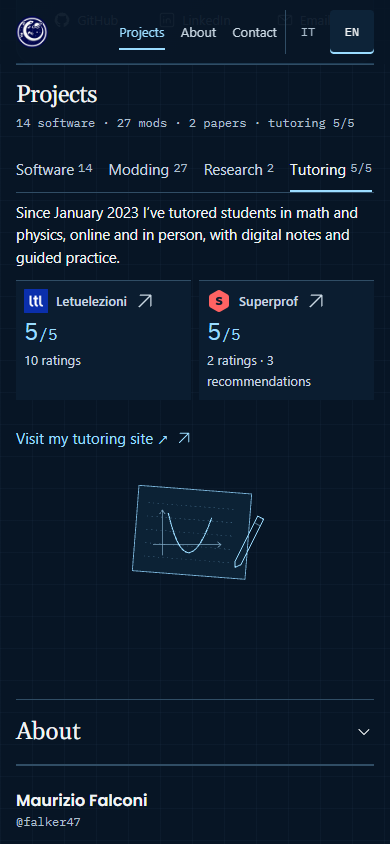 GitHub LinkedIn Email
Projects About Contact IT EN
Projects
14 software · 27 mods · 2 papers · tutoring 5/5
Software 14 Modding 27 Research 2 Tutoring 5/5
Since January 2023 I’ve tutored students in math and
physics, online and in person, with digital notes and
guided practice.
ltl Letuelezioni
5/5
10 ratings
S Superprof
5/5
2 ratings · 3
recommendations
Visit my tutoring site ↗
About
Maurizio Falconi
@falker47